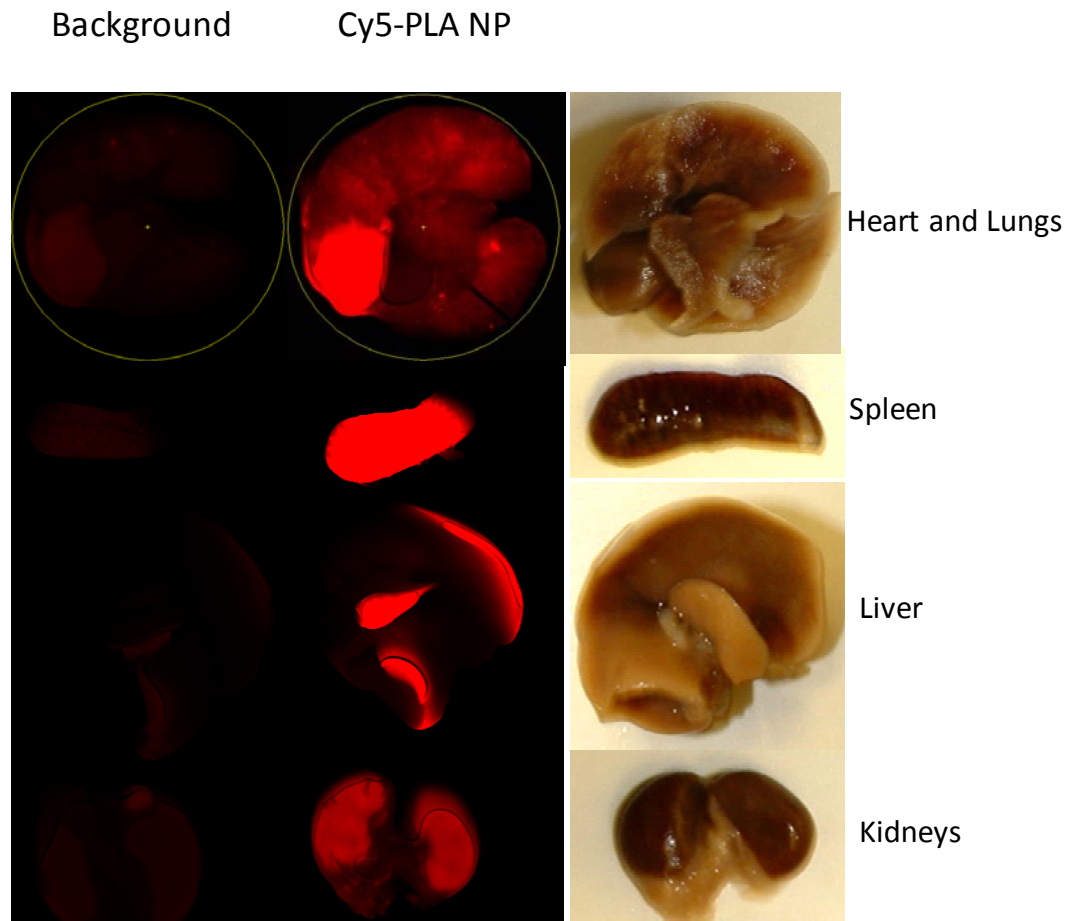 Background
Cy5-PLA NP
Heart and Lungs
Spleen
Liver
Kidneys